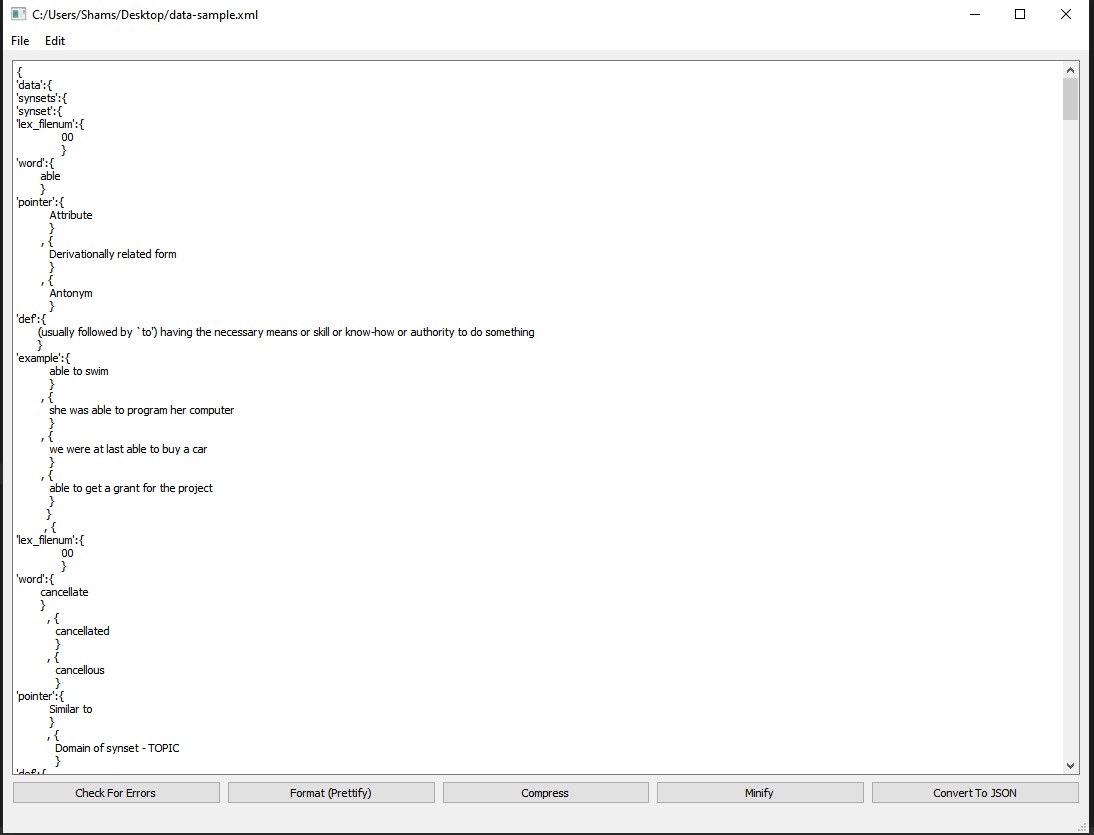 C:/Users/Shams/Desktop/data-sample.xml
File Edit
{
'data':{
'synsets':{
'synset':{
'lex_filenum':{
00
}
'word':{
able
}
'pointer':{
Attribute
}
, {
Derivationally related form
}
, {
Antonym
}
'def':{
(usually followed by `to') having the necessary means or skill or know-how or authority to do something
}
'example':{
able to swim
}
, {
she was able to program her computer
}
, {
we were at last able to buy a car
}
, {
able to get a grant for the project
}
}
, {
'lex_filenum':{
00
}
'word':{
cancellate
}
, {
cancellated
}
, {
cancellous
}
'pointer':{
Similar to
}
, {
Domain of synset - TOPIC
}
'def':{
Check For Errors Format (Prettify) Compress Minify Convert To JSON